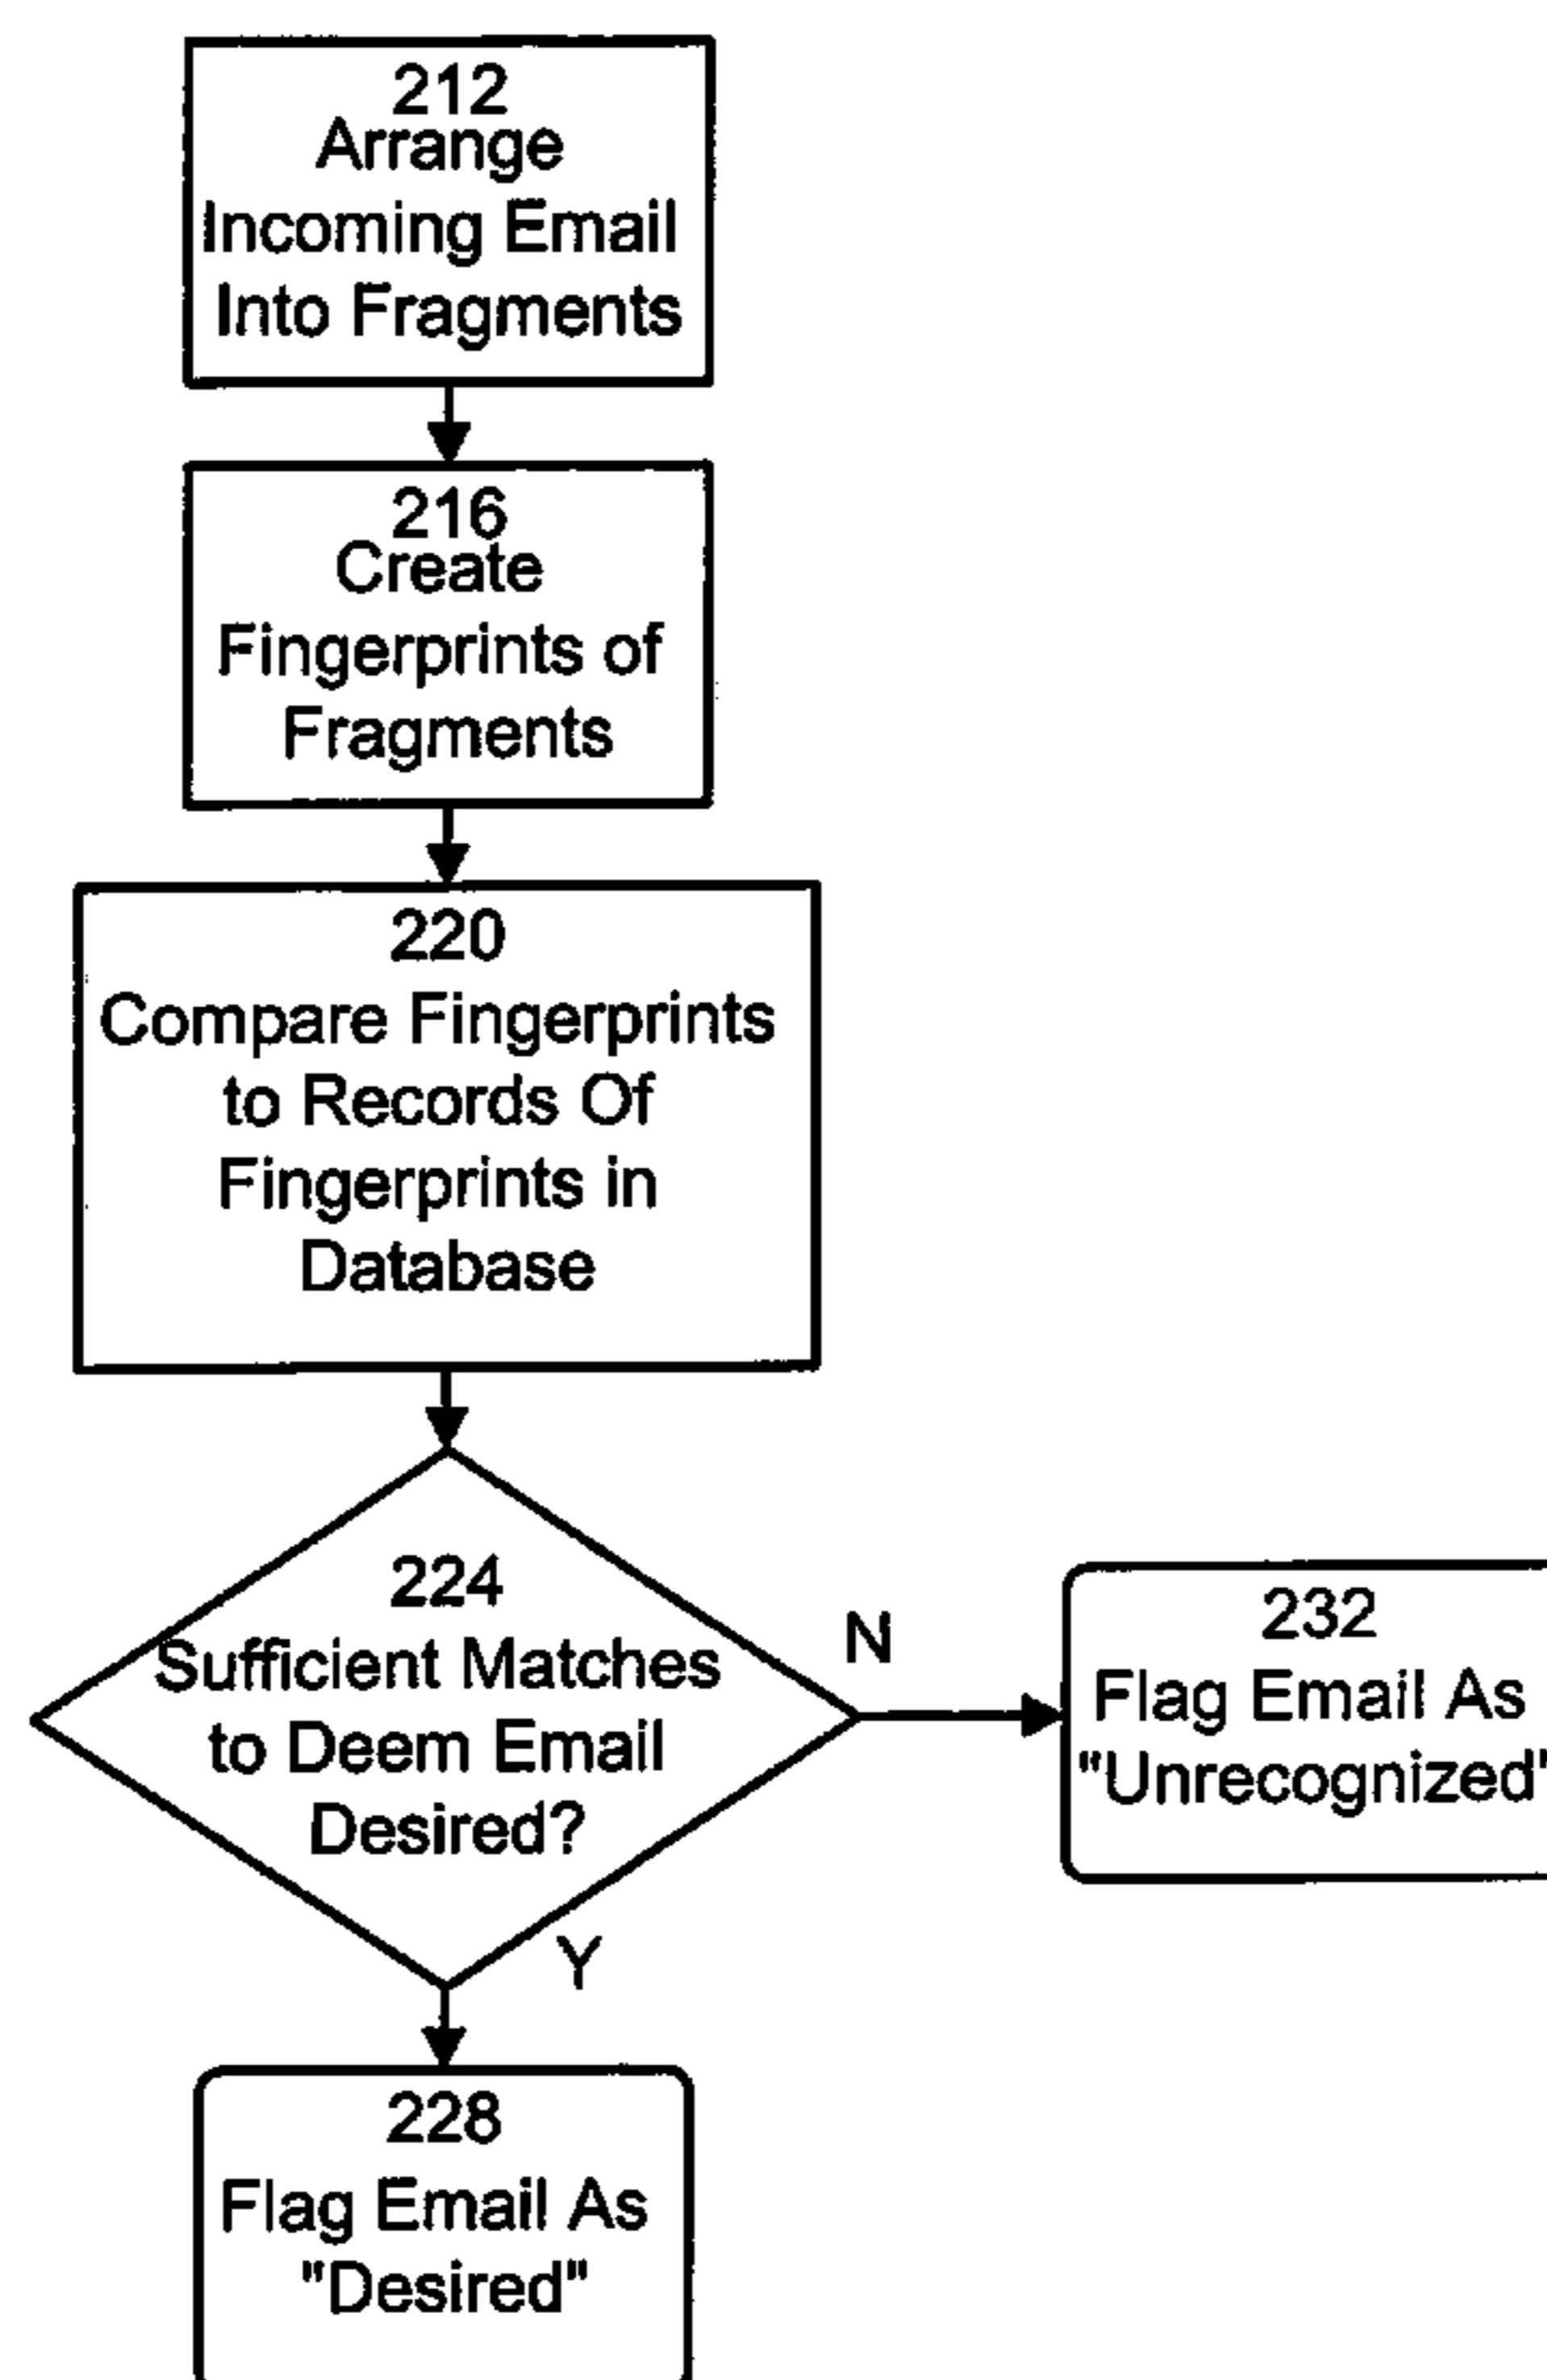 212
Arrange
Incoming Email
Into Fragments
216
Create
Fingerprints of
Fragments
220
Compare Fingerprints
to Records Of
Fingerprints in
Database
224
Sufficient Matches
to Deem Email
Desired?
N
232
Flag Email As
"Unrecognized"
Y
228
Flag Email As
"Desired"